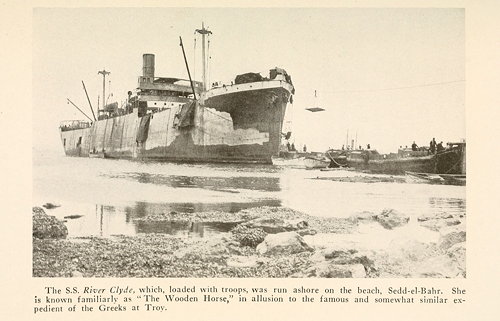 The S.S. River Clyde, which, loaded with troops, was run ashore on the beach, Sedd-el-Bahr. She
is known familiarly as "The Wooden Horse," in allusion to the famous and somewhat similar ex-
pedient of the Greeks at Troy.